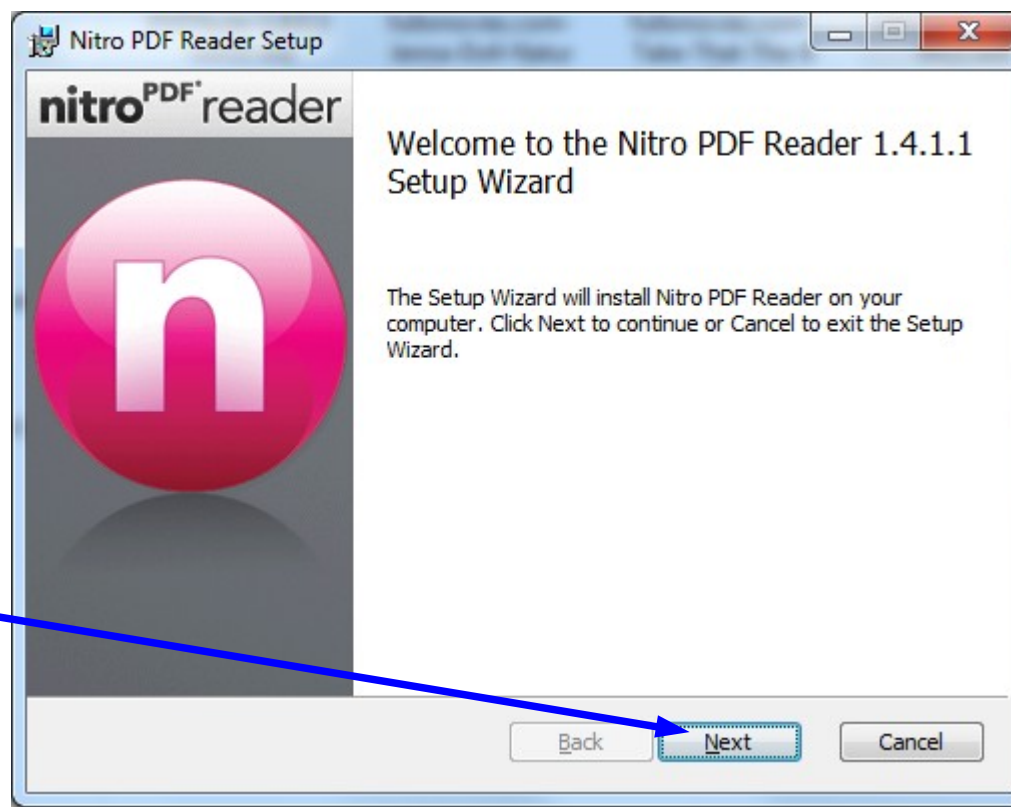 Nitro PDF Reader Setup
nitro PDF* reader
Welcome to the Nitro PDF Reader 1.4.1.1
Setup Wizard
The Setup Wizard will install Nitro PDF Reader on your
computer. Click Next to continue or Cancel to exit the Setup
Wizard.
n
Back Next Cancel